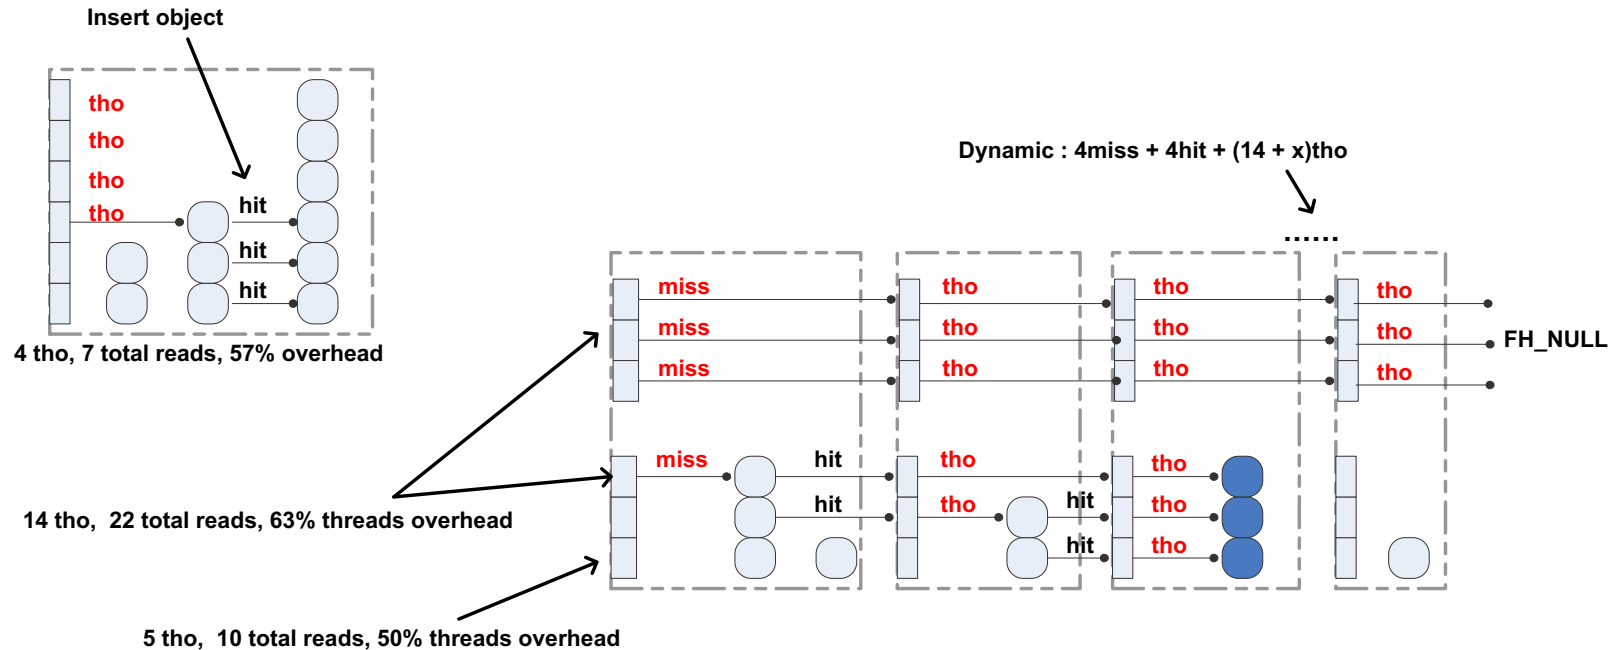 Insert object
tho
tho
tho
tho
hit
hit
hit
4 tho, 7 total reads, 57% overhead
Dynamic : 4miss + 4hit + (14 + x)tho
......
miss tho tho tho
miss tho tho tho FH_NULL
miss tho tho tho
miss hit tho tho
hit tho hit tho
hit tho
14 tho, 22 total reads, 63% threads overhead
5 tho, 10 total reads, 50% threads overhead